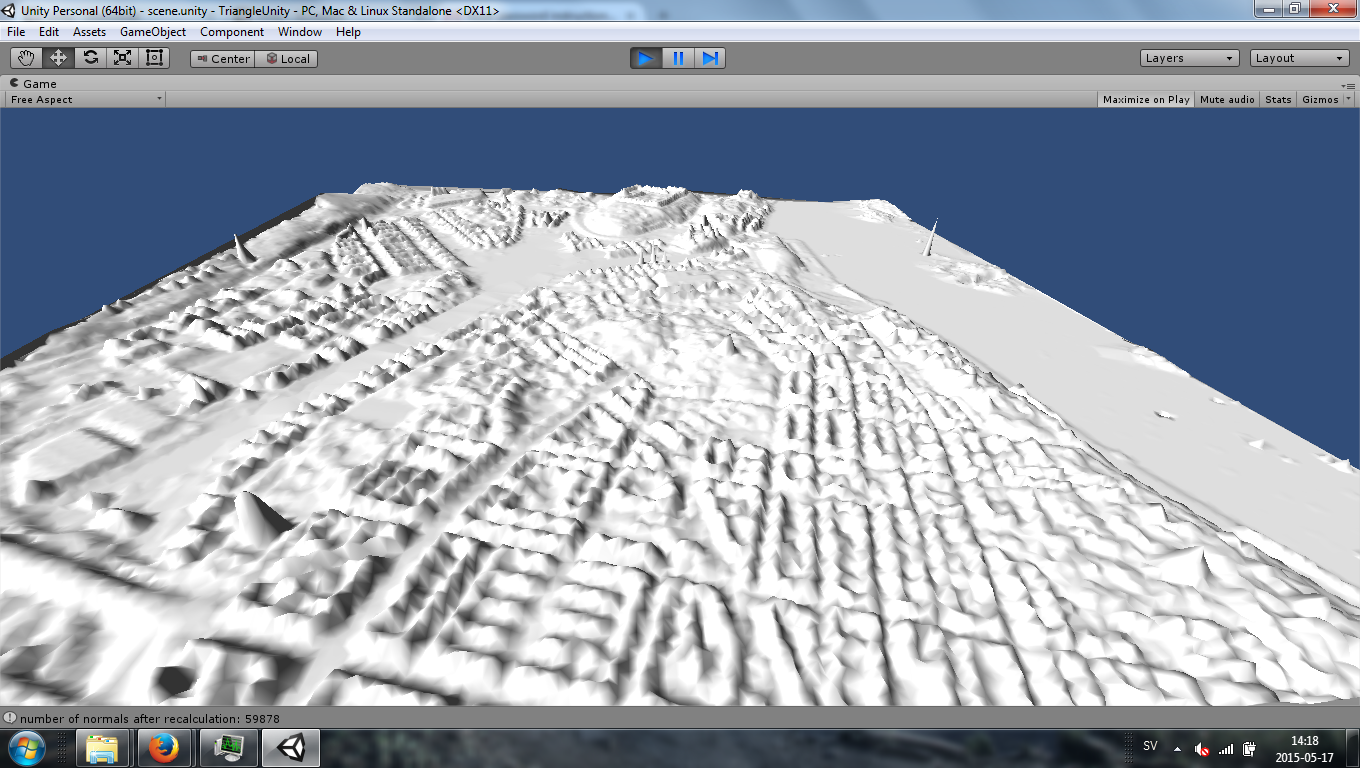 Unity Personal (64bit) - scene.unity - TriangleUnity - PC, Mac & Linux Standalone <DX11>
File Edit Assets GameObject Component Window Help
Center Local Layers Layout
Game
Free Aspect Maximize on Play Mute audio Stats Gizmos
number of normals after recalculation: 59878
SV
14:18
2015-05-17